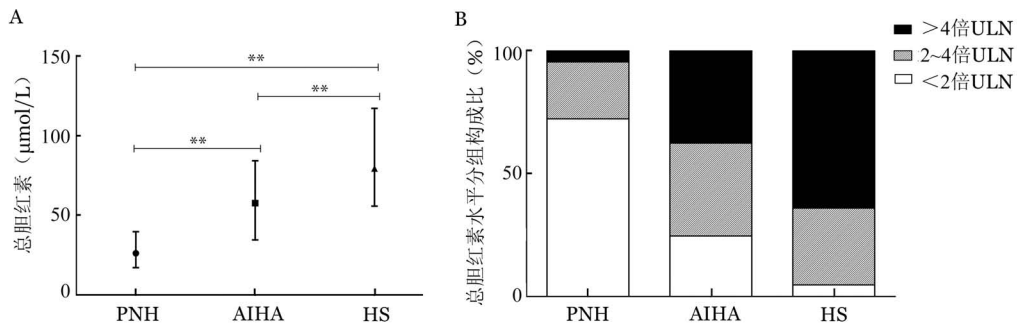 A
总胆红素（μmol/L）
150
100
50
0
**
**
**
PNH
AIHA
HS
B
总胆红素水平分组构成比（%）
100
50
0
PNH
AIHA
HS
＞4倍ULN
2~4倍ULN
＜2倍ULN